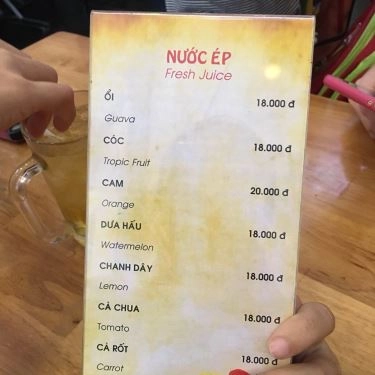 NƯỚC ÉP
Fresh Juice
ỔI 18.000 đ
Guava
CÓC 18.000 đ
Tropic Fruit
CAM 20.000 đ
Orange
DƯA HẤU 18.000 đ
Watermelon
CHANH DÂY 18.000 đ
Lemon
CÀ CHUA 18.000 đ
Tomato
CÀ RỐT 18.000 đ
Carrot